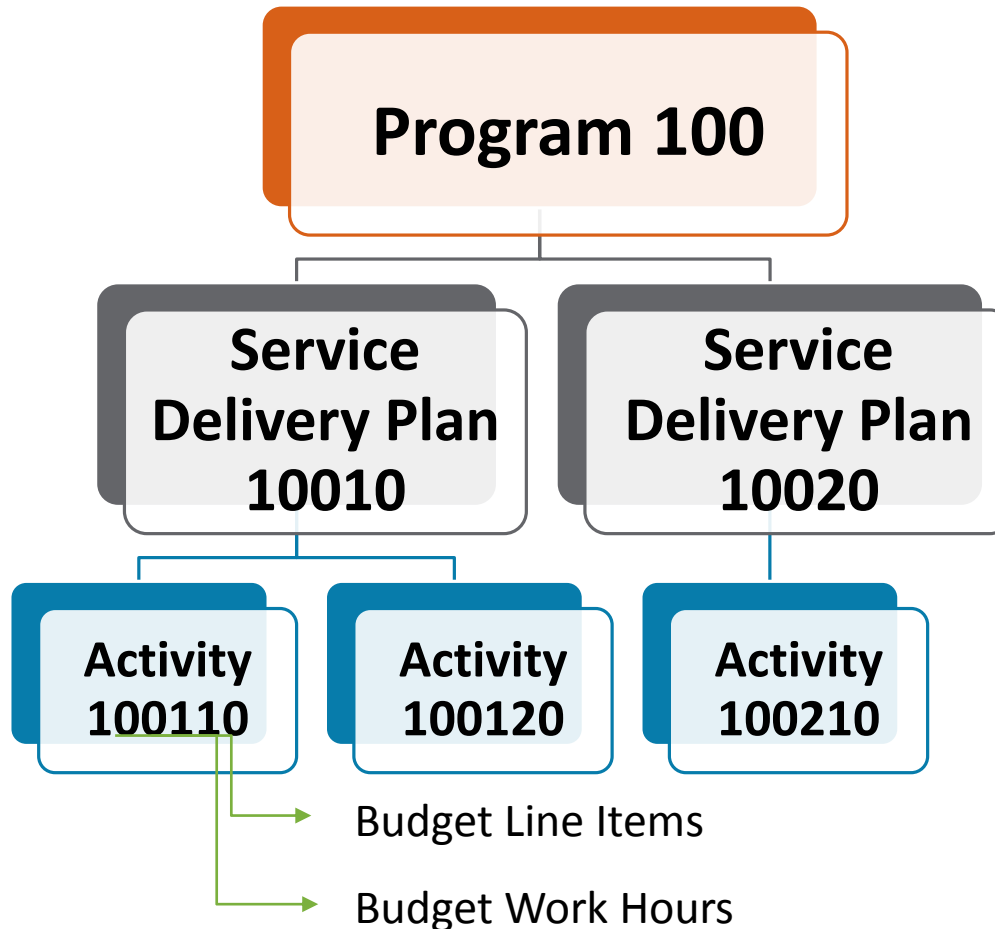 Program 100
Service
Delivery Plan
10010
Service
Delivery Plan
10020
Activity
100110
Activity
100120
Activity
100210
Budget Line Items
Budget Work Hours